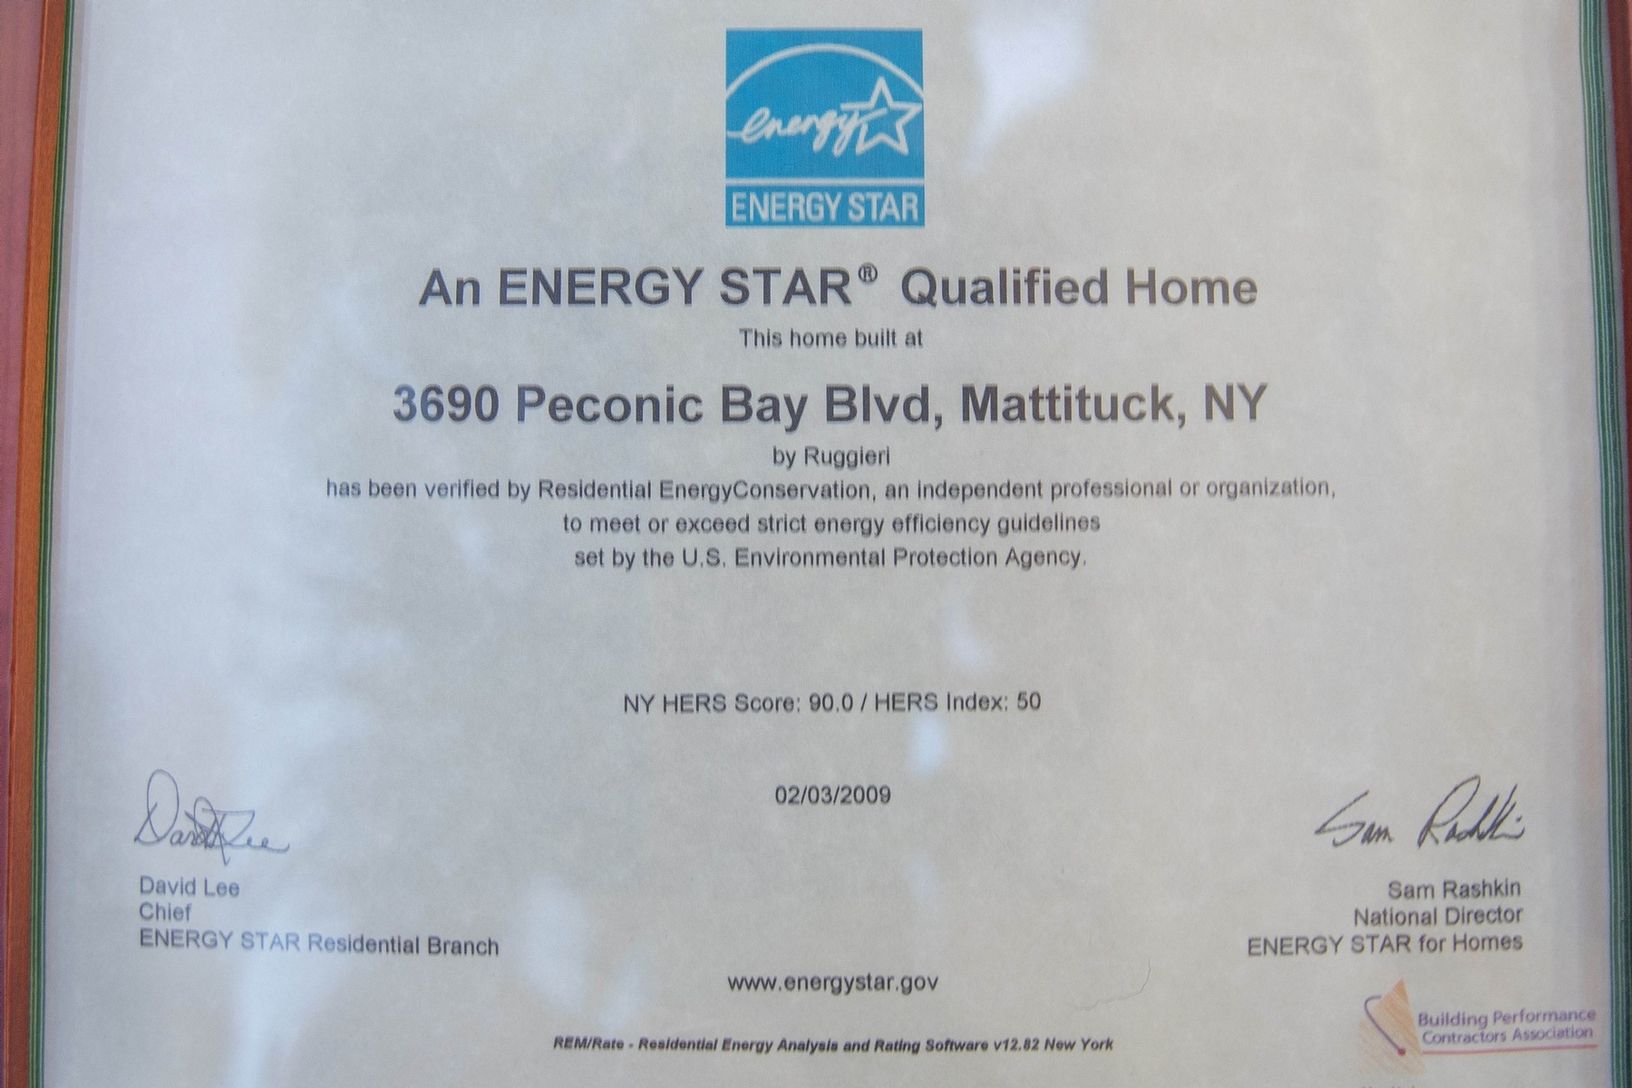 energy
ENERGY STAR
An ENERGY STAR® Qualified Home
This home built at
3690 Peconic Bay Blvd, Mattituck, NY
by Ruggieri
has been verified by Residential EnergyConservation, an independent professional or organization,
to meet or exceed strict energy efficiency guidelines
set by the U.S. Environmental Protection Agency.
NY HERS Score: 90.0 / HERS Index: 50
02/03/2009
David Lee
Sam Rashkin
David Lee
Chief
ENERGY STAR Residential Branch
Sam Rashkin
National Director
ENERGY STAR for Homes
www.energystar.gov
Building Performance
Contractors Association
REM/Rate - Residential Energy Analysis and Rating Software v12.82 New York